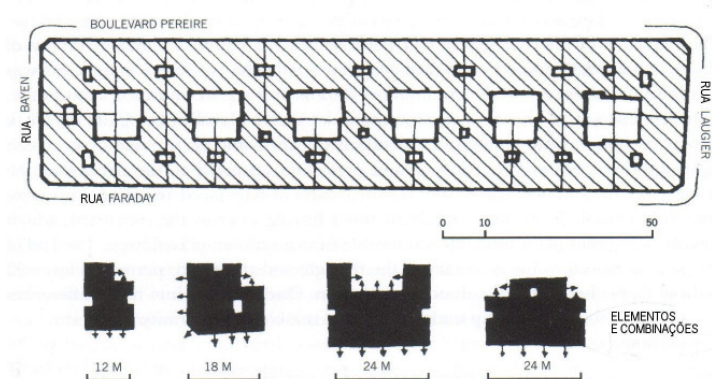 BOULEVARD PEREIRE
RUA BAYEN
RUA LAUGIER
RUA FARADAY
0 10 50
ELEMENTOS
E COMBINAÇÕES
12 M 18 M 24 M 24 M